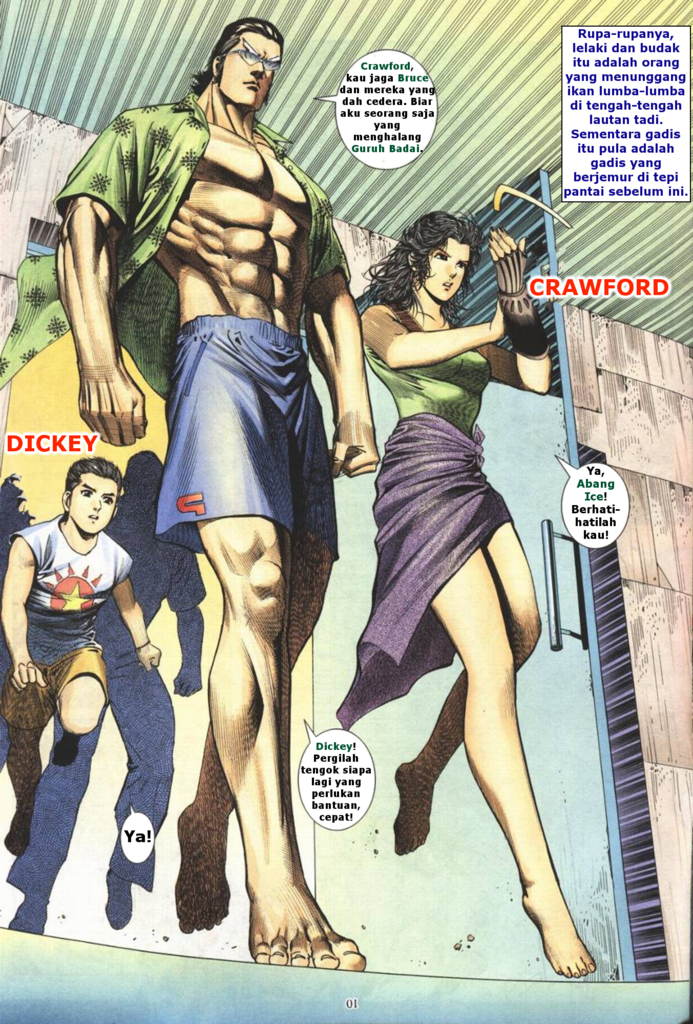 Crawford,
kau jaga Bruce
dan mereka yang
dah cedera. Biar
aku seorang saja
yang
menghalang
Guruh Badai.
Rupa-rupanya,
lelaki dan budak
itu adalah orang
yang menunggang
ikan lumba-lumba
di tengah-tengah
lautan tadi.
Sementara gadis
itu pula adalah
gadis yang
berjemur di tepi
pantai sebelum ini.
CRAWFORD
DICKEY
Ya,
Abang
Ice!
Berhati-
hatilah
kau!
Dickey!
Pergilah
tengok siapa
lagi yang
perlukan
bantuan,
cepat!
Ya!
01